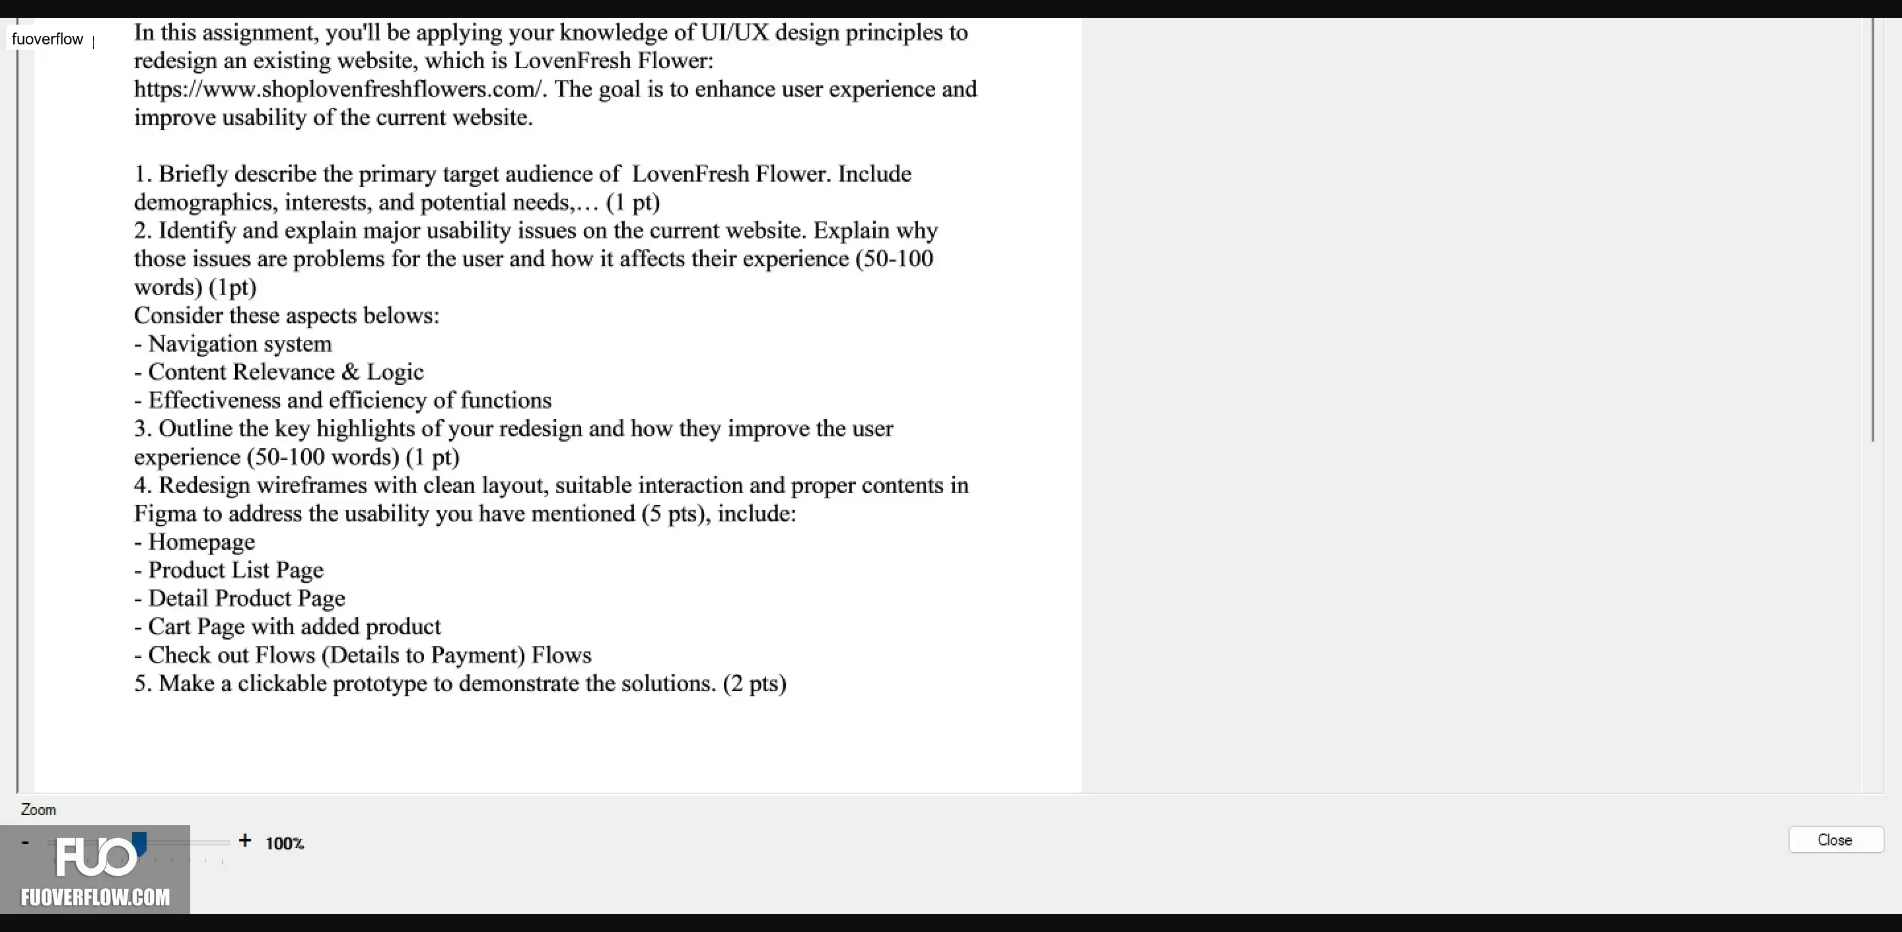 fuoverflow
In this assignment, you'll be applying your knowledge of UI/UX design principles to
redesign an existing website, which is LovenFresh Flower:
https://www.shoplovenfreshflowers.com/. The goal is to enhance user experience and
improve usability of the current website.
1. Briefly describe the primary target audience of  LovenFresh Flower. Include
demographics, interests, and potential needs,... (1 pt)
2. Identify and explain major usability issues on the current website. Explain why
those issues are problems for the user and how it affects their experience (50-100
words) (1pt)
Consider these aspects belows:
- Navigation system
- Content Relevance & Logic
- Effectiveness and efficiency of functions
3. Outline the key highlights of your redesign and how they improve the user
experience (50-100 words) (1 pt)
4. Redesign wireframes with clean layout, suitable interaction and proper contents in
Figma to address the usability you have mentioned (5 pts), include:
- Homepage
- Product List Page
- Detail Product Page
- Cart Page with added product
- Check out Flows (Details to Payment) Flows
5. Make a clickable prototype to demonstrate the solutions. (2 pts)
Zoom
- + 100%
Close
FUO
FUOVERFLOW.COM